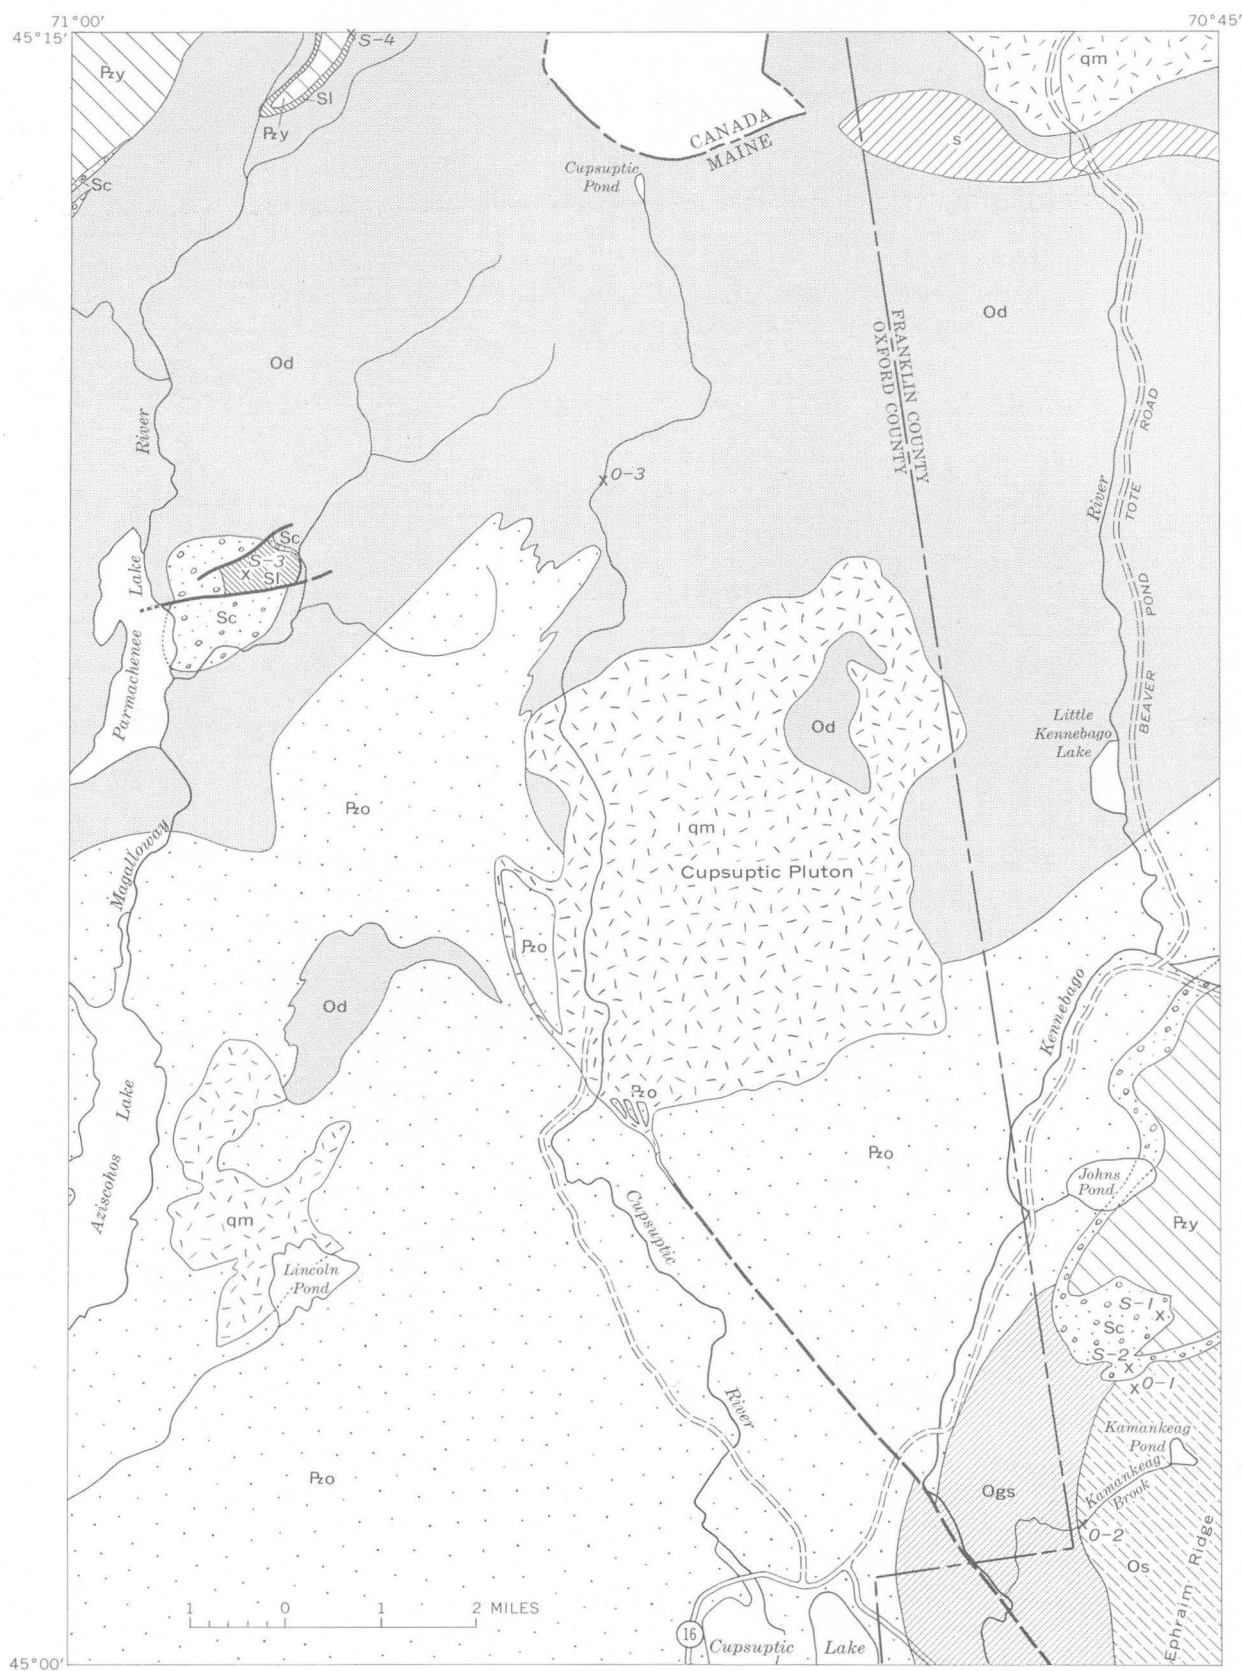 71°00'
70°45'
45°15'
S-4
qm
Pzy
Sl
Pzy
CANADA
MAINE
s
Cupsuptic
Pond
Sc
FRANKLIN COUNTY
OXFORD COUNTY
Od
Od
River
ROAD
O-3
River
TOTE
Sc
S-3
Sl
Lake
POND
Sc
Parmachenee
BEAVER
Little
Kennebago
Lake
Od
Pzo
qm
Magalloway
Cupsuptic Pluton
Pzo
Od
Kennebago
Lake
Pzo
Pzo
Johns
Pond
Aziscohos
Cupsuptic
qm
Pzy
Lincoln
Pond
S-1
Sc
S-2
O-1
River
Kamankeag
Pond
Kamankeag
Brook
Pzo
Ogs
O-2
Os
Ephraim Ridge
1 0 1 2 MILES
16
Cupsuptic Lake
45°00'